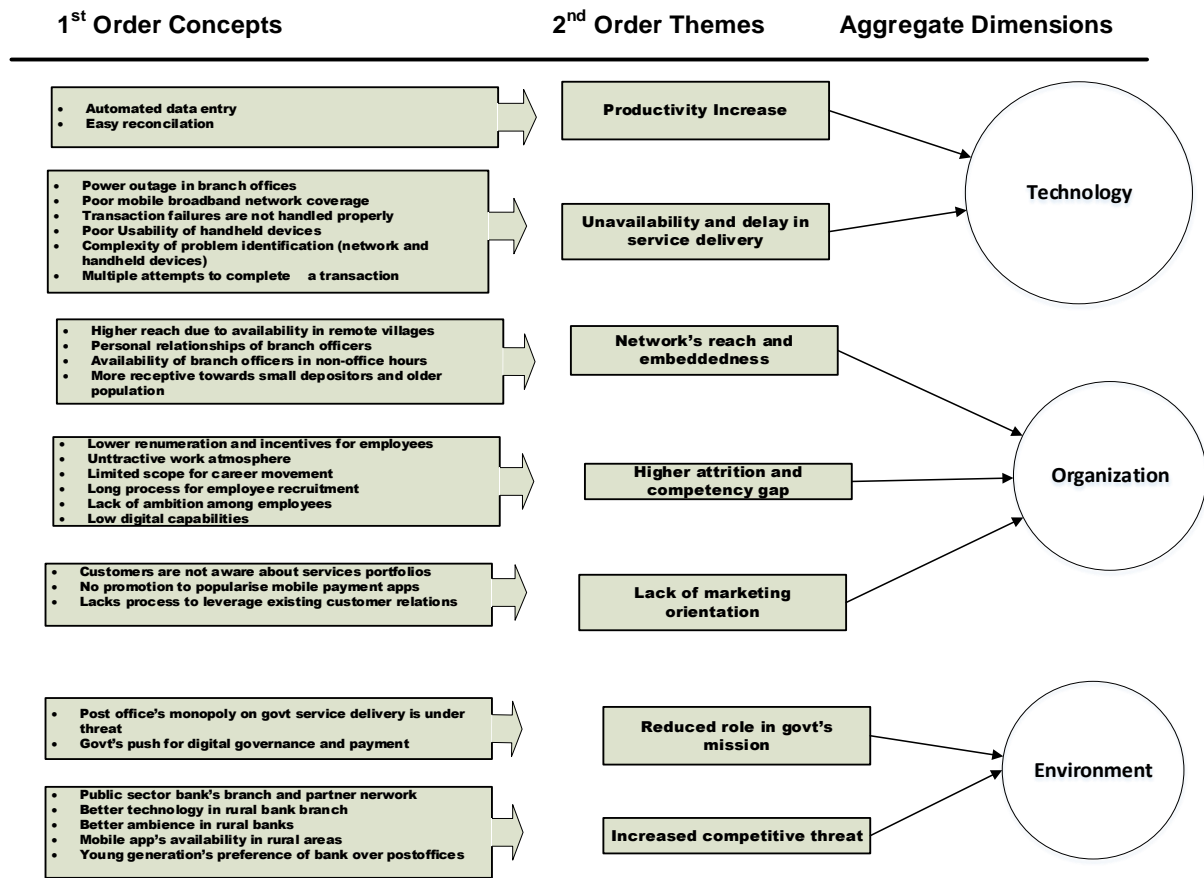 1st Order Concepts
2nd Order Themes
Aggregate Dimensions
• Automated data entry
• Easy reconcilation
Productivity Increase
• Power outage in branch offices
• Poor mobile broadband network coverage
• Transaction failures are not handled properly
• Poor Usability of handheld devices
• Complexity of problem identification (network and
handheld devices)
• Multiple attempts to complete a transaction
Unavailability and delay in
service delivery
Technology
• Higher reach due to availability in remote villages
• Personal relationships of branch officers
• Availability of branch officers in non-office hours
• More receptive towards small depositors and older
population
Network's reach and
embeddedness
• Lower renumeration and incentives for employees
• Unttractive work atmosphere
• Limited scope for career movement
• Long process for employee recruitment
• Lack of ambition among employees
• Low digital capabilities
Higher attrition and
competency gap
Organization
• Customers are not aware about services portfolios
• No promotion to popularise mobile payment apps
• Lacks process to leverage existing customer relations
Lack of marketing
orientation
• Post office's monopoly on govt service delivery is under
threat
• Govt's push for digital governance and payment
Reduced role in govt's
mission
Environment
• Public sector bank's branch and partner nerwork
• Better technology in rural bank branch
• Better ambience in rural banks
• Mobile app's availability in rural areas
• Young generation's preference of bank over postoffices
Increased competitive threat